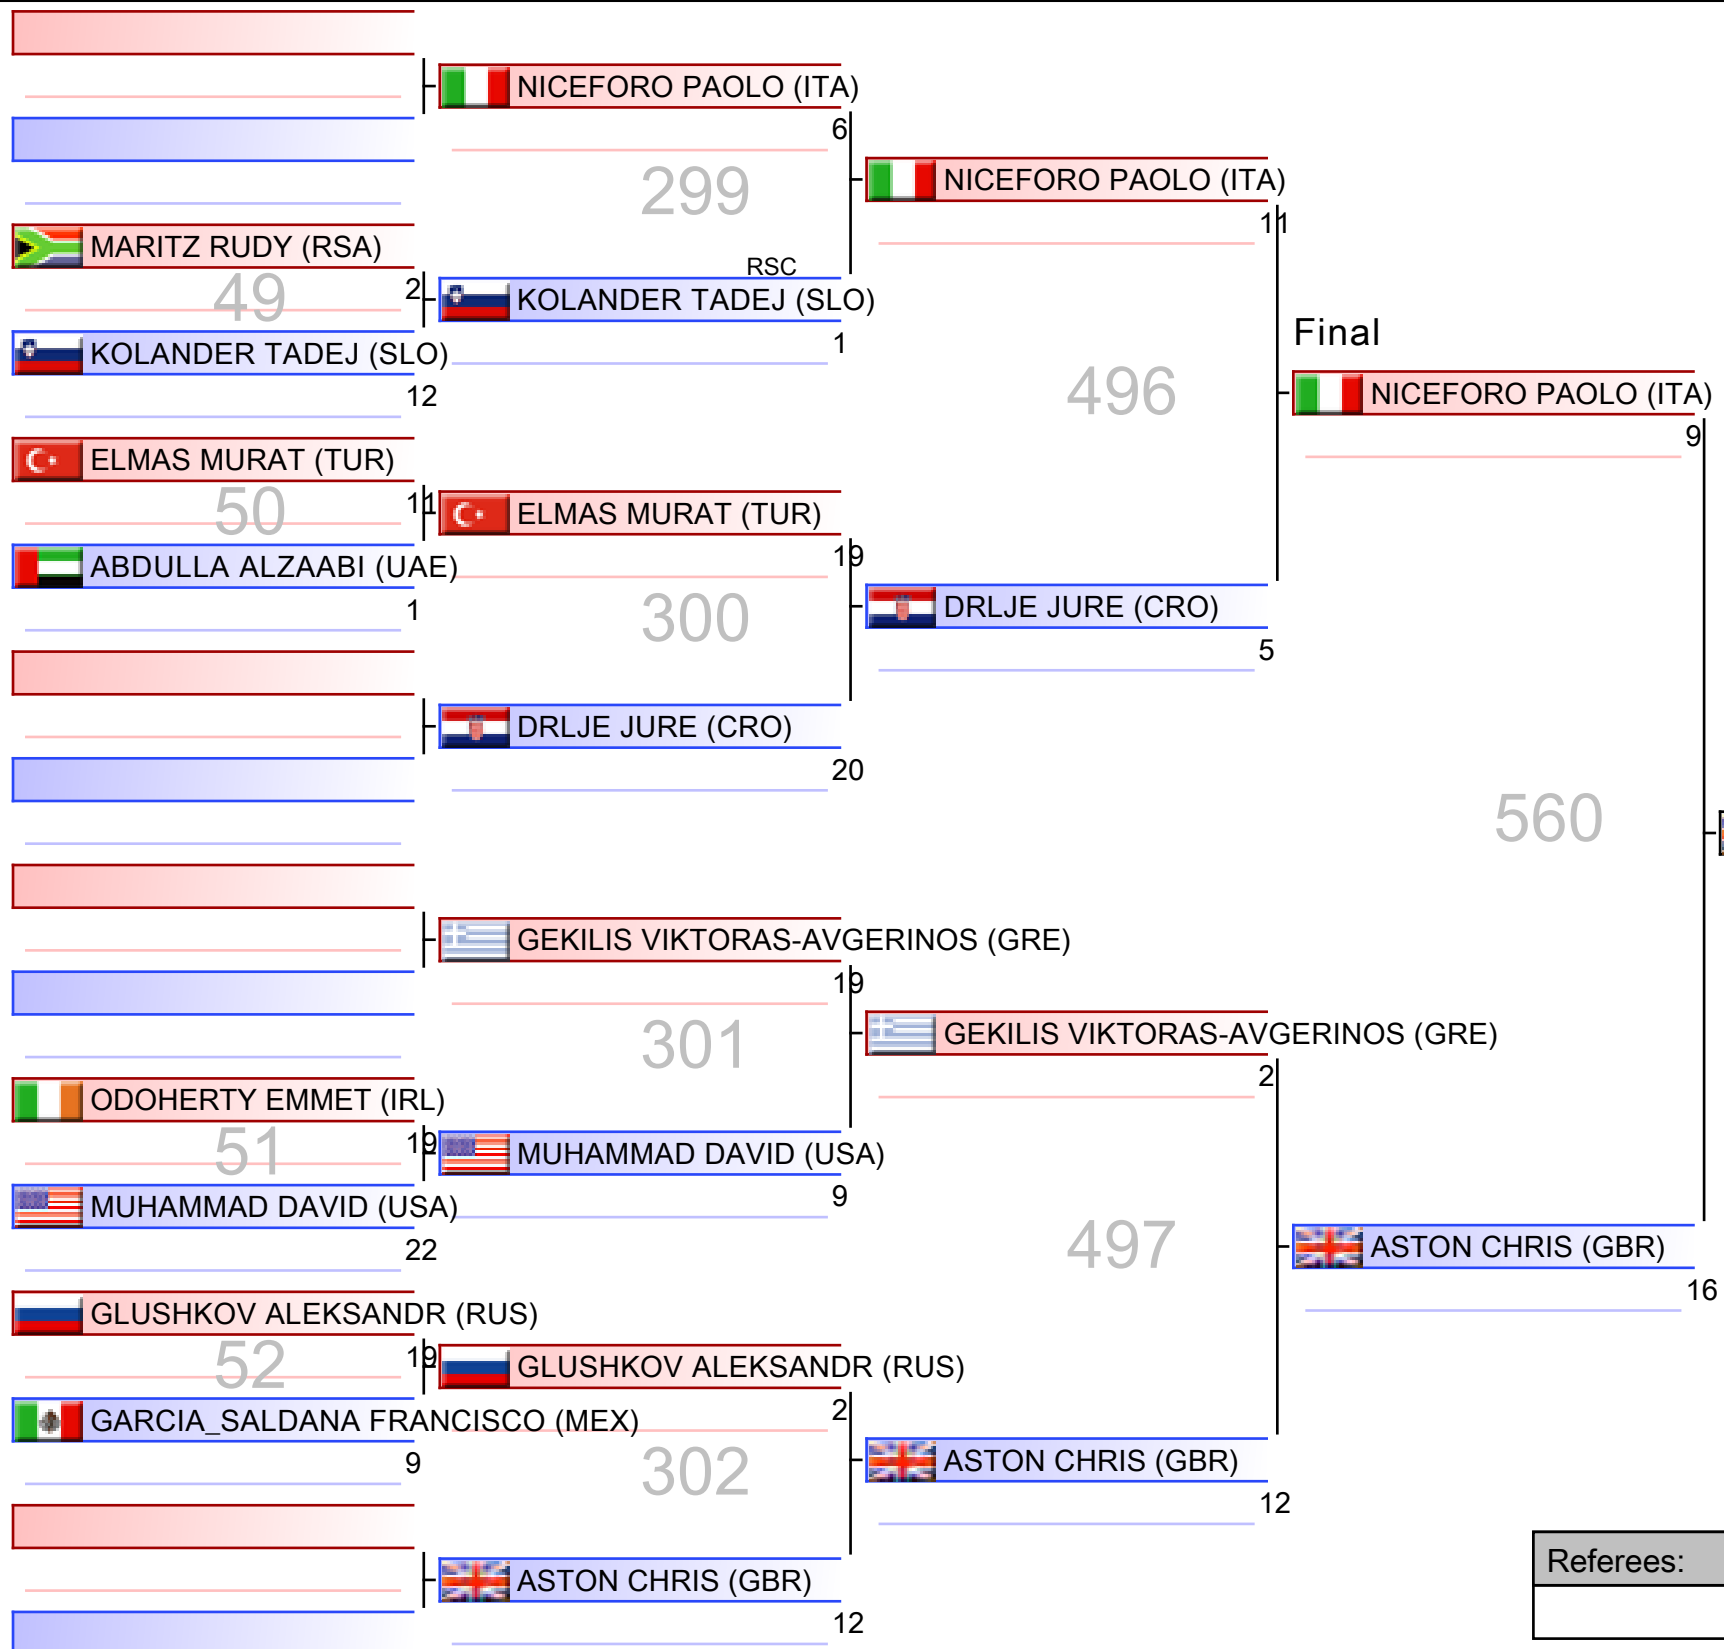 NICEFORO PAOLO (ITA)
6
299
NICEFORO PAOLO (ITA)
11
MARITZ RUDY (RSA)
49
2
RSC
KOLANDER TADEJ (SLO)
1
KOLANDER TADEJ (SLO)
12
Final
496
NICEFORO PAOLO (ITA)
9
ELMAS MURAT (TUR)
50
11
ELMAS MURAT (TUR)
19
ABDULLA ALZAABI (UAE)
1
300
DRLJE JURE (CRO)
5
DRLJE JURE (CRO)
20
560
GEKILIS VIKTORAS-AVGERINOS (GRE)
19
301
GEKILIS VIKTORAS-AVGERINOS (GRE)
2
ODOHERTY EMMET (IRL)
51
19
MUHAMMAD DAVID (USA)
9
MUHAMMAD DAVID (USA)
22
497
ASTON CHRIS (GBR)
16
GLUSHKOV ALEKSANDR (RUS)
52
19
GLUSHKOV ALEKSANDR (RUS)
2
GARCIA_SALDANA FRANCISCO (MEX)
9
302
ASTON CHRIS (GBR)
12
ASTON CHRIS (GBR)
12
Referees: